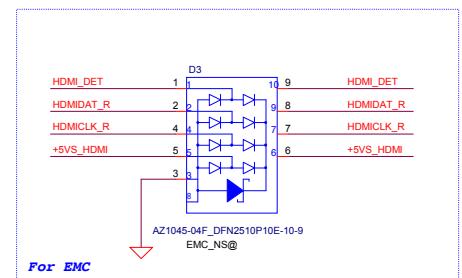 D3
HDMI_DET 1 1 10 9 HDMI_DET
HDMIDAT_R 2 2 9 8 HDMIDAT_R
HDMICLK_R 4 4 7 7 HDMICLK_R
+5VS_HDMI 5 5 6 6 +5VS_HDMI
3 3
8
AZ1045-04F_DFN2510P10E-10-9
EMC_NS@
For EMC